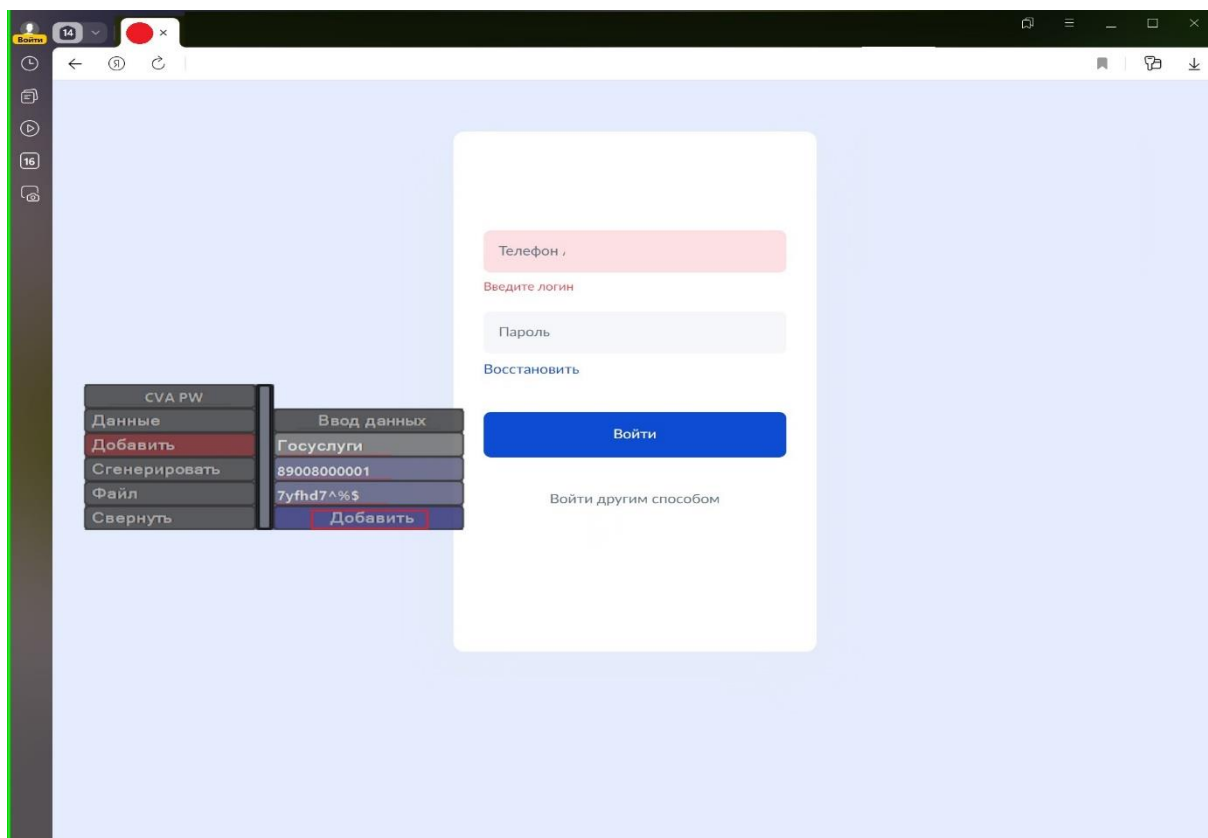 Войти
14
Я
16
Телефон
Введите логин
Пароль
Восстановить
Войти
Войти другим способом
CVA PW
Данные
Добавить
Сгенерировать
Файл
Свернуть
Ввод данных
Госуслуги
89008000001
7yfhd7^%$
Добавить